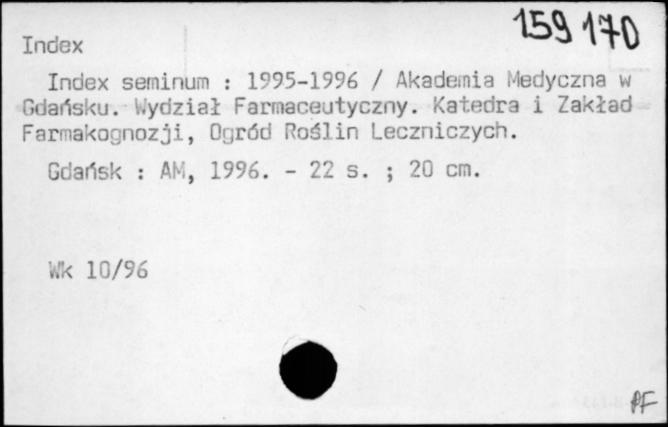 159 170
Index
Index seminum : 1995-1996 / Akademia Medyczna w
Gdańsku. Wydział Farmaceutyczny. Katedra i Zakład
Farmakognozji, Ogród Roślin Leczniczych.
Gdańsk : AM, 1996. - 22 s. ; 20 cm.
Wk 10/96
PF